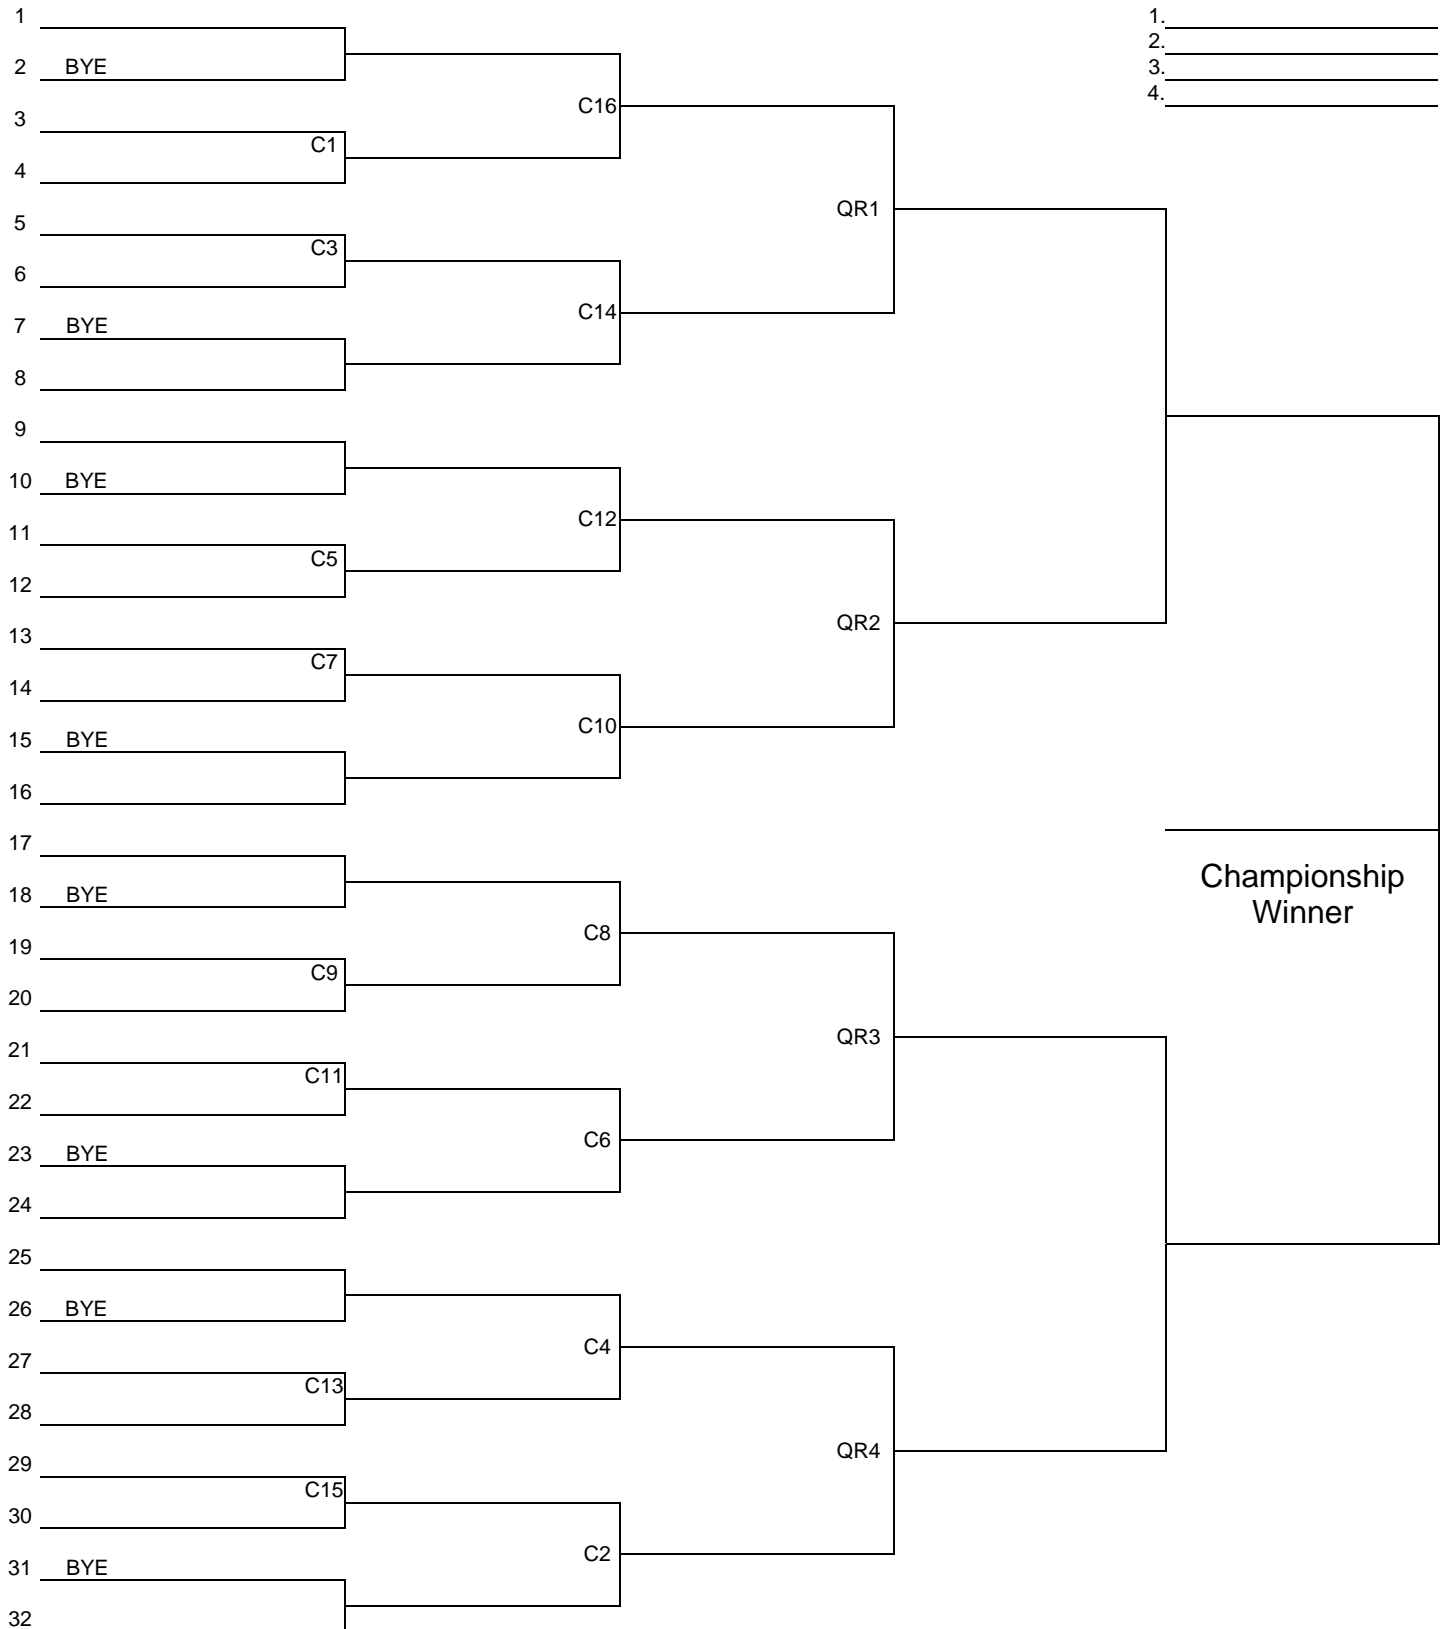 1
1.
2.
2 BYE
3.
4.
C16
3
C1
4
QR1
5
C3
6
C14
7 BYE
8
9
10 BYE
C12
11
C5
12
QR2
13
C7
14
C10
15 BYE
16
17
Championship
Winner
18 BYE
C8
19
C9
20
QR3
21
C11
22
C6
23 BYE
24
25
26 BYE
C4
27
C13
28
QR4
29
C15
30
C2
31 BYE
32